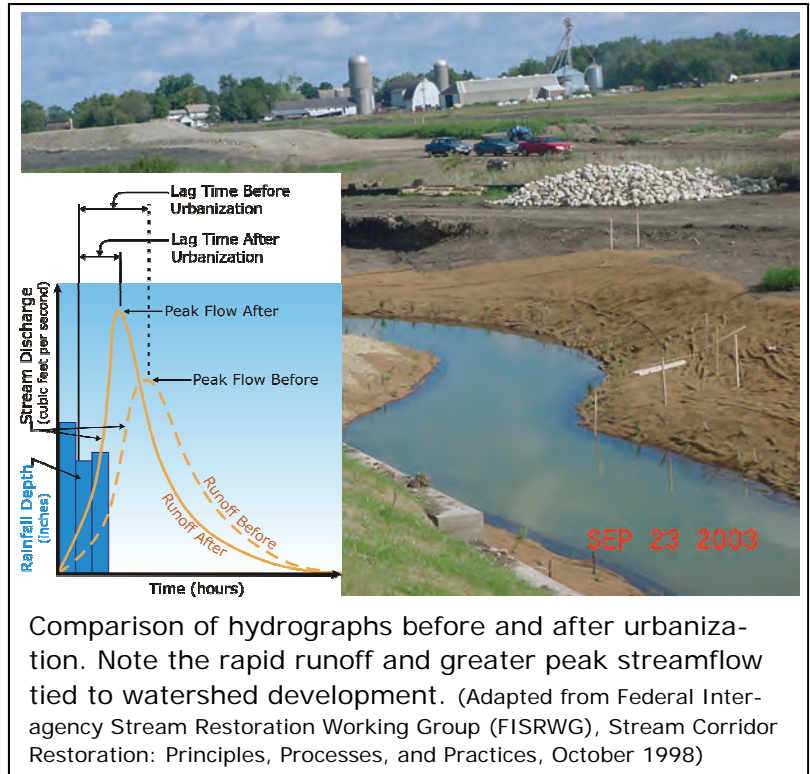 Lag Time Before
Urbanization
Lag Time After
Urbanization
Peak Flow After
Peak Flow Before
Stream Discharge
(cubic feet per second)
Rainfall Depth
(inches)
Runoff Before
Runoff After
Time (hours)
SEP 23 2003
Comparison of hydrographs before and after urbaniza-
tion. Note the rapid runoff and greater peak streamflow
tied to watershed development. (Adapted from Federal Inter-
agency Stream Restoration Working Group (FISRWG), Stream Corridor
Restoration: Principles, Processes, and Practices, October 1998)